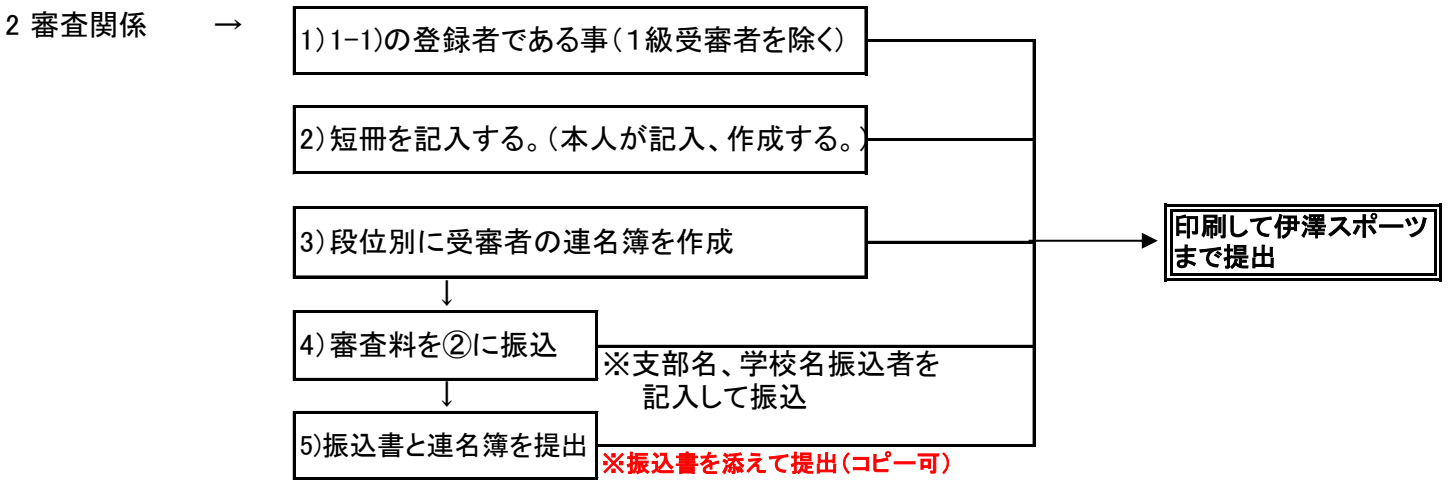 2 審査関係　→
1)1-1)の登録者である事(１級受審者を除く)
2)短冊を記入する。(本人が記入、作成する。)
3)段位別に受審者の連名簿を作成
↓
4)審査料を②に振込
※支部名、学校名振込者を
記入して振込
↓
5)振込書と連名簿を提出
※振込書を添えて提出(コピー可)
印刷して伊澤スポーツ
まで提出